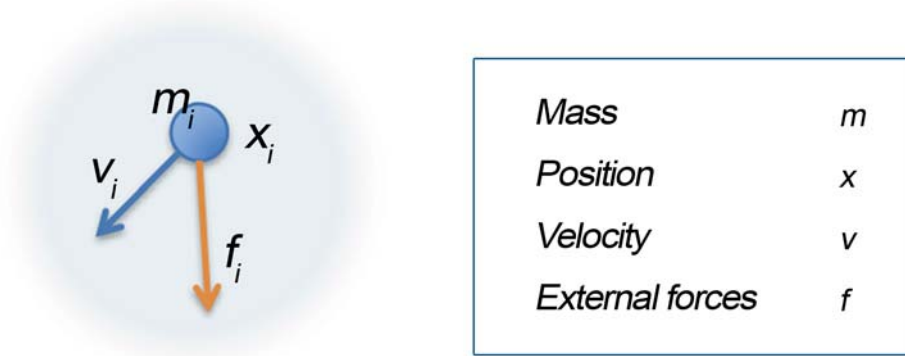 m_i
x_i
v_i
f_i
Mass m
Position x
Velocity v
External forces f